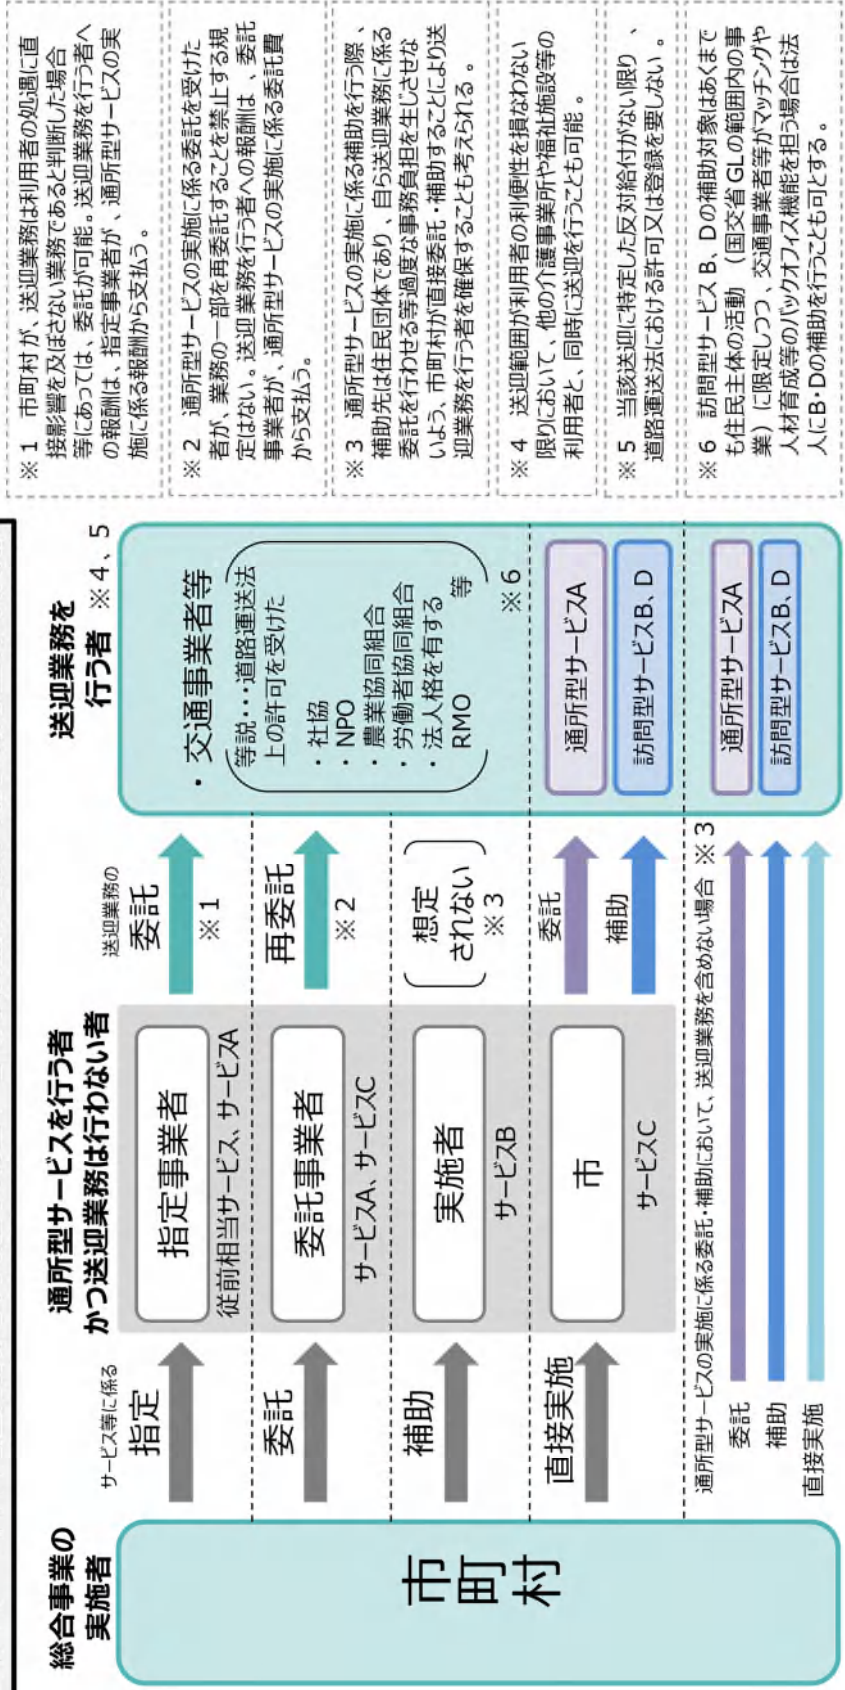 総合事業の
実施者
市町村
サービス等に係る
指定
委託
補助
直接実施
通所型サービスを行う者
かつ送迎業務は行わない者
指定事業者
従前相当サービス、サービスA
委託事業者
サービスA、サービスC
実施者
サービスB
市
サービスC
送迎業務の
委託
※1
再委託
※2
想定
されない
※3
委託
補助
通所型サービスの実施に係る委託・補助において、送迎業務を含めない場合 ※3
委託
補助
直接実施
送迎業務を
行う者 ※4、5
・交通事業者等
等説・・・道路運送法
上の許可を受けた
・社協
・NPO
・農業協同組合
・労働者協同組合
・法人格を有する
RMO 等
※6
通所型サービスA
訪問型サービスB、D
通所型サービスA
訪問型サービスB、D
※1 市町村が、送迎業務は利用者の処遇に直
接影響を及ぼさない業務であると判断した場合
等にあっては、委託が可能。送迎業務を行う者へ
の報酬は、指定事業者が、通所型サービスの実
施に係る報酬から支払う。
※2 通所型サービスの実施に係る委託を受けた
者が、業務の一部を再委託することを禁止する規
定はない。送迎業務を行う者への報酬は、委託
事業者が、通所型サービスの実施に係る委託費
から支払う。
※3 通所型サービスの実施に係る補助を行う際、
補助先は住民団体であり、自ら送迎業務に係る
委託を行わせる等過度な事務負担を生じさせな
いよう、市町村が直接委託・補助することにより送
迎業務を行う者を確保することも考えられる。
※4 送迎範囲が利用者の利便性を損なわない
限りにおいて、他の介護事業所や福祉施設等の
利用者と、同時に送迎を行うことも可能。
※5 当該送迎に特定した反対給付がない限り、
道路運送法における許可又は登録を要しない。
※6 訪問型サービスB、Dの補助対象はあくまで
も住民主体の活動（国交省GLの範囲内の事
業）に限定しつつ、交通事業者等がマッチングや
人材育成等のバックオフィス機能を担う場合は法
人にB・Dの補助を行うことも可とする。